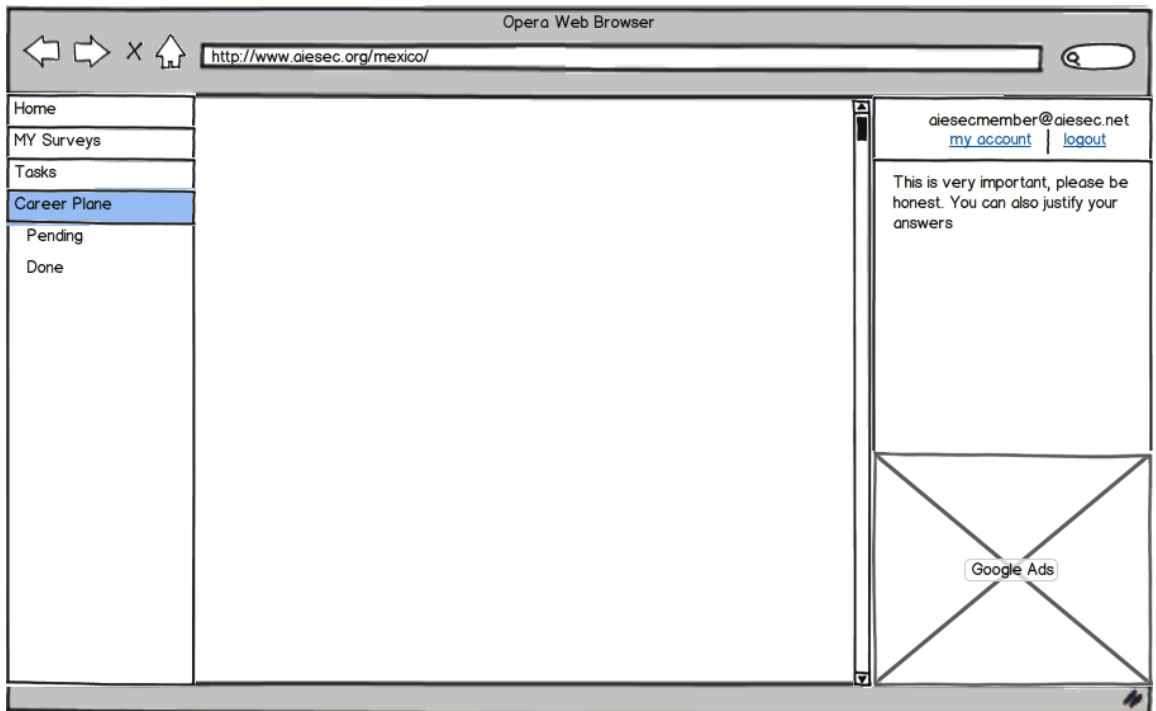 Opera Web Browser
http://www.aiesec.org/mexico/
Home
MY Surveys
Tasks
Career Plane
Pending
Done
aiesecmember@aiesec.net
my account | logout
This is very important, please be
honest. You can also justify your
answers
Google Ads